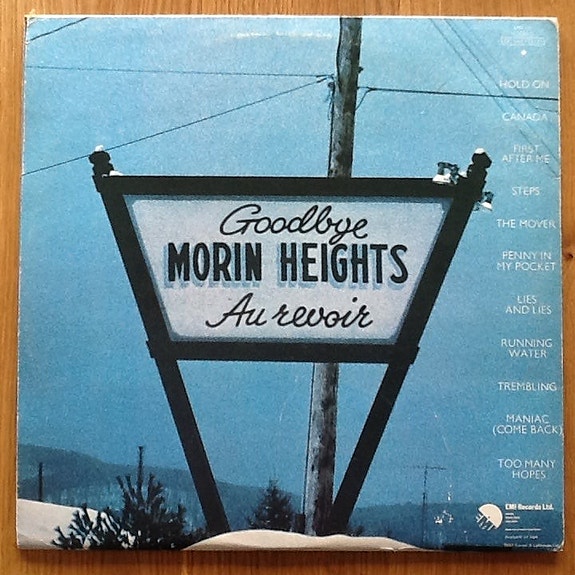 Goodbye
MORIN HEIGHTS
Au revoir
HOLD ON
CANADA
FIRST
AFTER ME
STEPS
THE MOVER
PENNY IN
MY POCKET
LIES
AND LIES
RUNNING
WATER
TREMBLING
MANIAC
(COME BACK)
TOO MANY
HOPES
EMI
EMI Records Ltd.